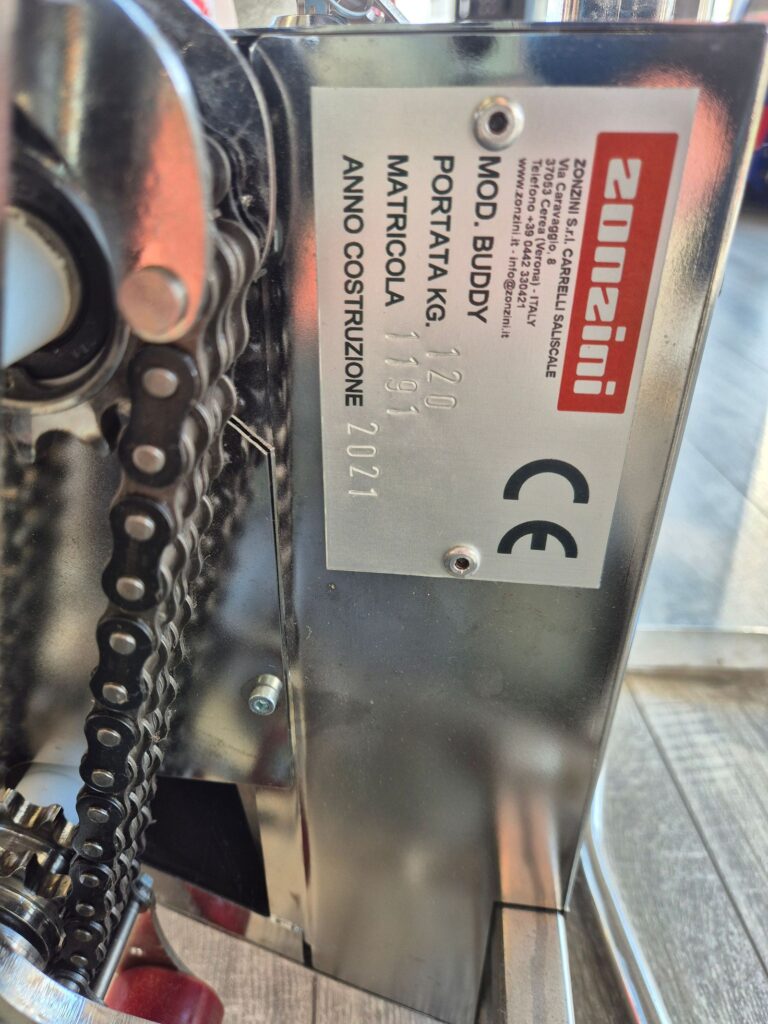 zonzini
ZONZINI S.r.l. CARRELLI SALISCALE
Via Caravaggio, 8
37053 Cerea (Verona) - ITALY
Telefono +39 0442 330421
www.zonzini.it - info@zonzini.it
MOD. BUDDY
PORTATA KG. 120
MATRICOLA 1191
ANNO COSTRUZIONE 2021
CE